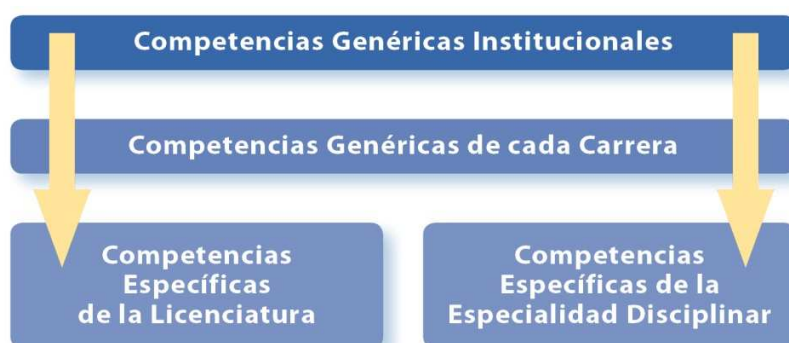 Competencias Genéricas Institucionales
Competencias Genéricas de cada Carrera
Competencias
Específicas
de la Licenciatura
Competencias
Específicas de la
Especialidad Disciplinar